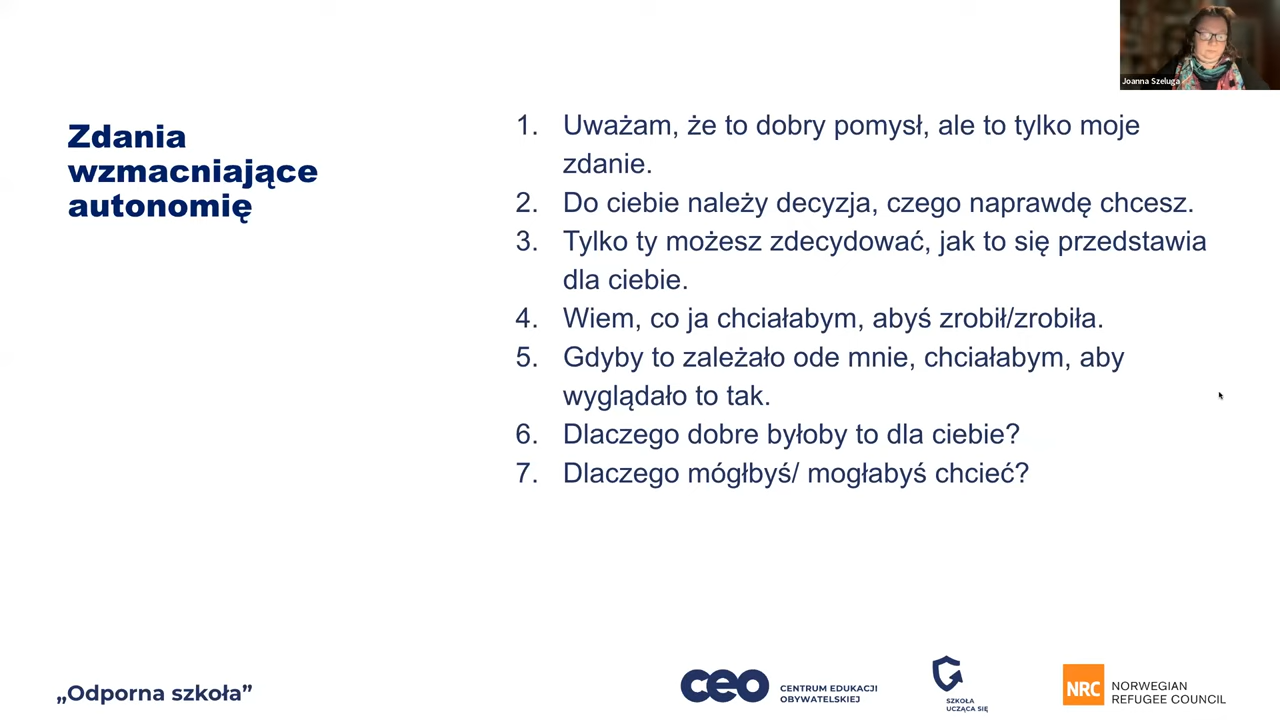 Joanna Szeluga
Zdania
wzmacniające
autonomię
1. Uważam, że to dobry pomysł, ale to tylko moje
zdanie.
2. Do ciebie należy decyzja, czego naprawdę chcesz.
3. Tylko ty możesz zdecydować, jak to się przedstawia
dla ciebie.
4. Wiem, co ja chciałabym, abyś zrobił/zrobiła.
5. Gdyby to zależało ode mnie, chciałabym, aby
wyglądało to tak.
6. Dlaczego dobre byłoby to dla ciebie?
7. Dlaczego mógłbyś/ mogłabyś chcieć?
„Odporna szkoła”
ceo
CENTRUM EDUKACJI
OBYWATELSKIEJ
SZKOŁA
UCZĄCA SIĘ
NRC
NORWEGIAN
REFUGEE COUNCIL